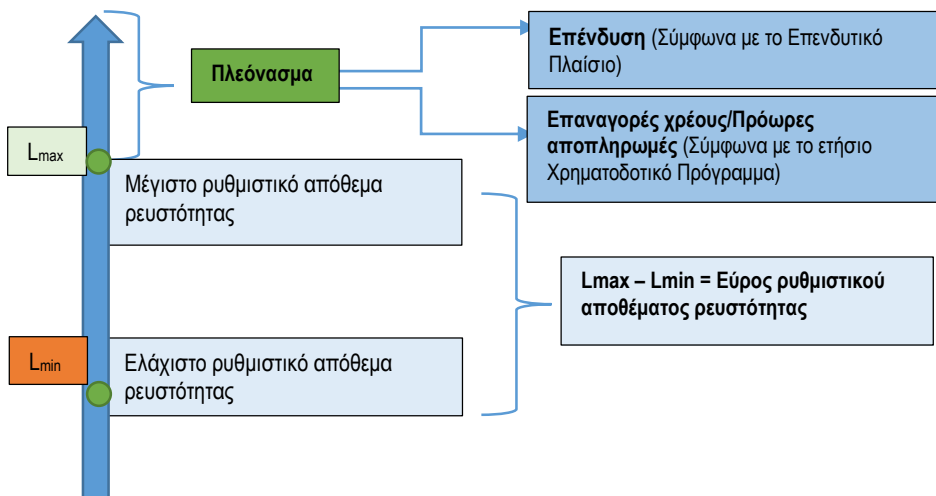 Πλεόνασμα
Επένδυση (Σύμφωνα με το Επενδυτικό
Πλαίσιο)
Επαναγορές χρέους/Πρόωρες
αποπληρωμές (Σύμφωνα με το ετήσιο
Χρηματοδοτικό Πρόγραμμα)
Lmax
Μέγιστο ρυθμιστικό απόθεμα
ρευστότητας
Lmax – Lmin = Εύρος ρυθμιστικού
αποθέματος ρευστότητας
Lmin
Ελάχιστο ρυθμιστικό απόθεμα
ρευστότητας